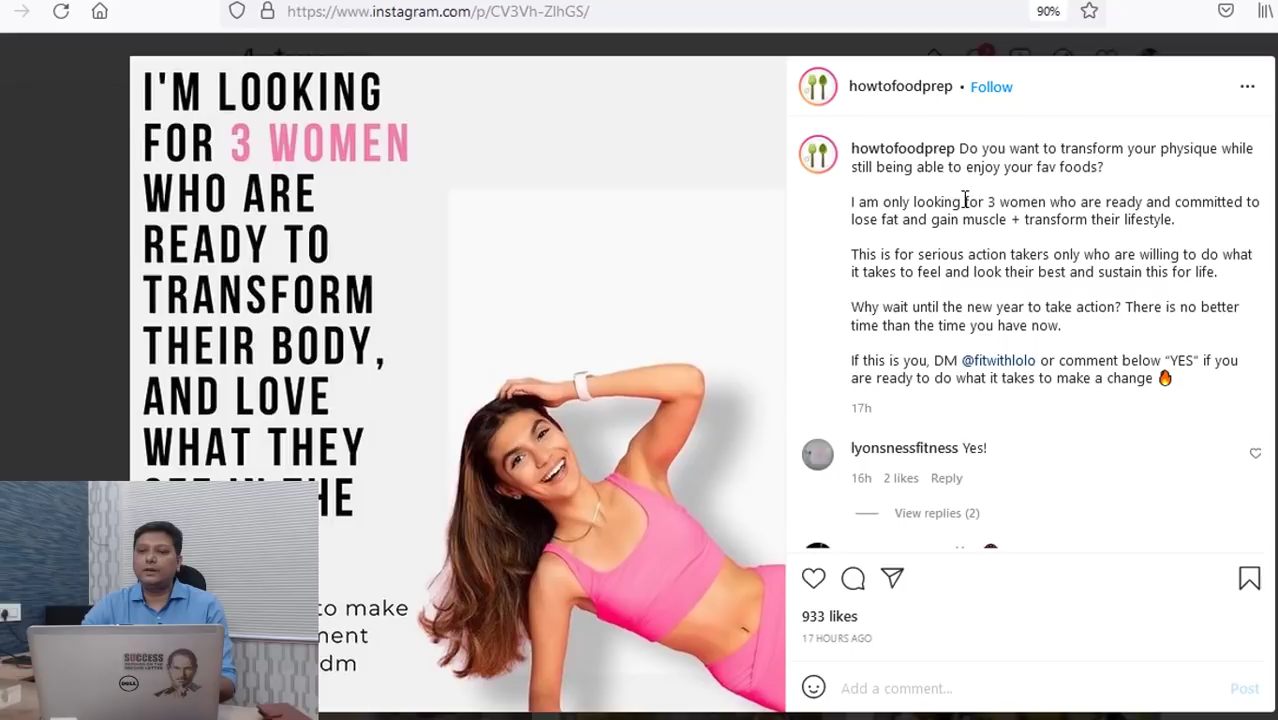 https://www.instagram.com/p/CV3Vh-ZIhGS/
90%
I'M LOOKING
FOR 3 WOMEN
WHO ARE
READY TO
TRANSFORM
THEIR BODY,
AND LOVE
WHAT THEY
THE
to make
dm
howtofoodprep • Follow
howtofoodprep Do you want to transform your physique while
still being able to enjoy your fav foods?
I am only looking for 3 women who are ready and committed to
lose fat and gain muscle + transform their lifestyle.
This is for serious action takers only who are willing to do what
it takes to feel and look their best and sustain this for life.
Why wait until the new year to take action? There is no better
time than the time you have now.
If this is you, DM @fitwithlolo or comment below “YES” if you
are ready to do what it takes to make a change 🔥
17h
lyonsnessfitness Yes!
16h 2 likes Reply
View replies (2)
933 likes
17 HOURS AGO
Add a comment...
Post
SUCCESS
DELL